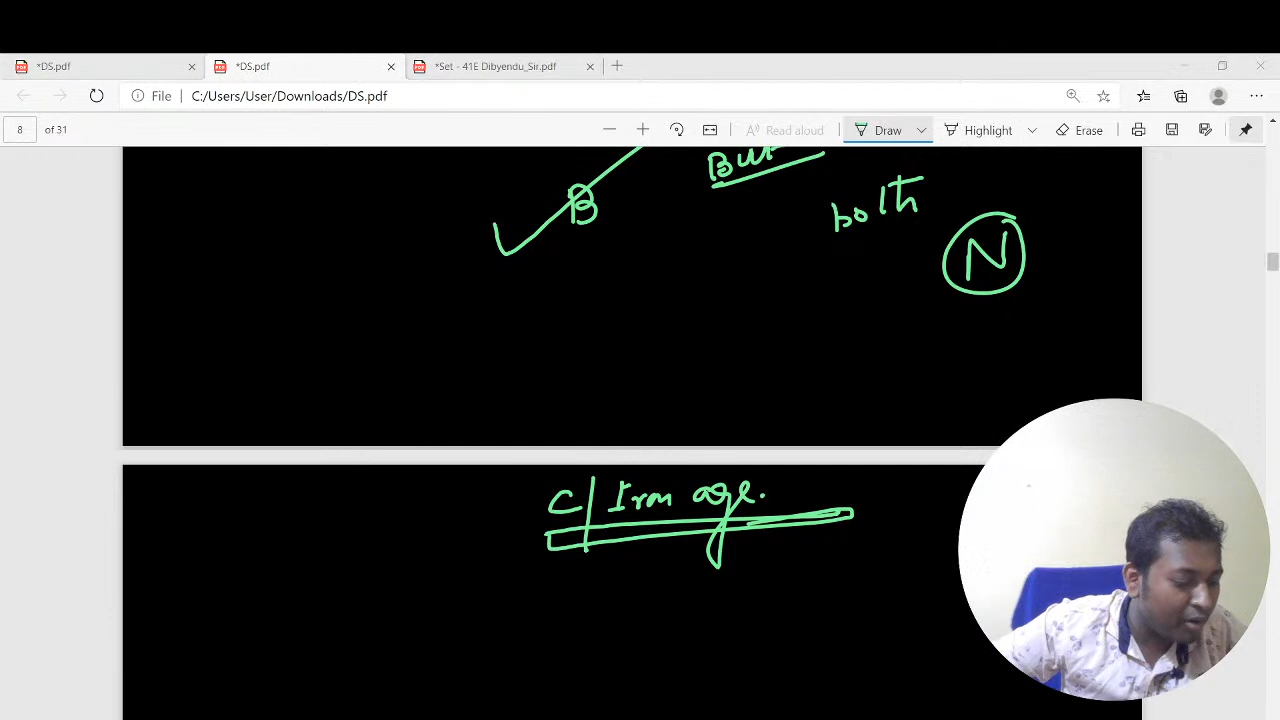 *DS.pdf
*DS.pdf
*Set - 41E Dibyendu_Sir.pdf
File C:/Users/User/Downloads/DS.pdf
8 of 31
Read aloud
Draw
Highlight
Erase
both
B
N
C/ Iron age.